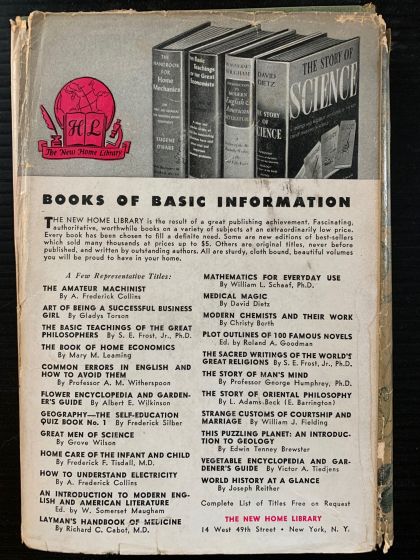 THE HANDBOOK FOR Home Mechanics
EUGENE O'HARE
The Basic Teachings of the Great Economists
W. SOMERSET MAUGHAM
INTRODUCTION TO MODERN English & American LITERATURE
DAVID DIETZ
THE STORY OF SCIENCE
THE STORY OF
SCIENCE
H L
The New Home Library
BOOKS OF BASIC INFORMATION
THE NEW HOME LIBRARY is the result of a great publishing achievement. Fascinating,
authoritative, worthwhile books on a variety of subjects at an extraordinarily low price.
Every book has been chosen to fill a definite need. Some are new editions of best-sellers
which sold many thousands at prices up to $5. Others are original titles, never before
published, and written by outstanding authors. All are sturdy, cloth bound, beautiful volumes
you will be proud to have in your home.
A Few Representative Titles:
THE AMATEUR MACHINIST
By A. Frederick Collins
ART OF BEING A SUCCESSFUL BUSINESS
GIRL By Gladys Torson
THE BASIC TEACHINGS OF THE GREAT
PHILOSOPHERS By S. E. Frost, Jr., Ph.D.
THE BOOK OF HOME ECONOMICS
By Mary M. Leaming
COMMON ERRORS IN ENGLISH AND
HOW TO AVOID THEM
By Professor A. M. Witherspoon
FLOWER ENCYCLOPEDIA AND GARDEN-
ER'S GUIDE By Albert E. Wilkinson
GEOGRAPHY—THE SELF-EDUCATION
QUIZ BOOK No. 1 By Frederick Silber
GREAT MEN OF SCIENCE
By Grove Wilson
HOME CARE OF THE INFANT AND CHILD
By Frederick F. Tisdall, M.D.
HOW TO UNDERSTAND ELECTRICITY
By A. Frederick Collins
AN INTRODUCTION TO MODERN ENG-
LISH AND AMERICAN LITERATURE
Ed. by W. Somerset Maugham
LAYMAN'S HANDBOOK OF MEDICINE
By Richard C. Cabot, M.D.
MATHEMATICS FOR EVERYDAY USE
By William L. Schaaf, Ph.D.
MEDICAL MAGIC
By David Dietz
MODERN CHEMISTS AND THEIR WORK
By Christy Borth
PLOT OUTLINES OF 100 FAMOUS NOVELS
Ed. by Roland A. Goodman
THE SACRED WRITINGS OF THE WORLD'S
GREAT RELIGIONS By S. E. Frost, Jr., Ph.D.
THE STORY OF MAN'S MIND
By Professor George Humphrey, Ph.D.
THE STORY OF ORIENTAL PHILOSOPHY
By L. Adams Beck (E. Barrington)
STRANGE CUSTOMS OF COURTSHIP AND
MARRIAGE By William J. Fielding
THIS PUZZLING PLANET: AN INTRODUC-
TION TO GEOLOGY
By Edwin Tenney Brewster
VEGETABLE ENCYCLOPEDIA AND GAR-
DENER'S GUIDE By Victor A. Tiedjens
WORLD HISTORY AT A GLANCE
By Joseph Reither
Complete List of Titles Free on Request
THE NEW HOME LIBRARY
14 West 49th Street • New York, N. Y.